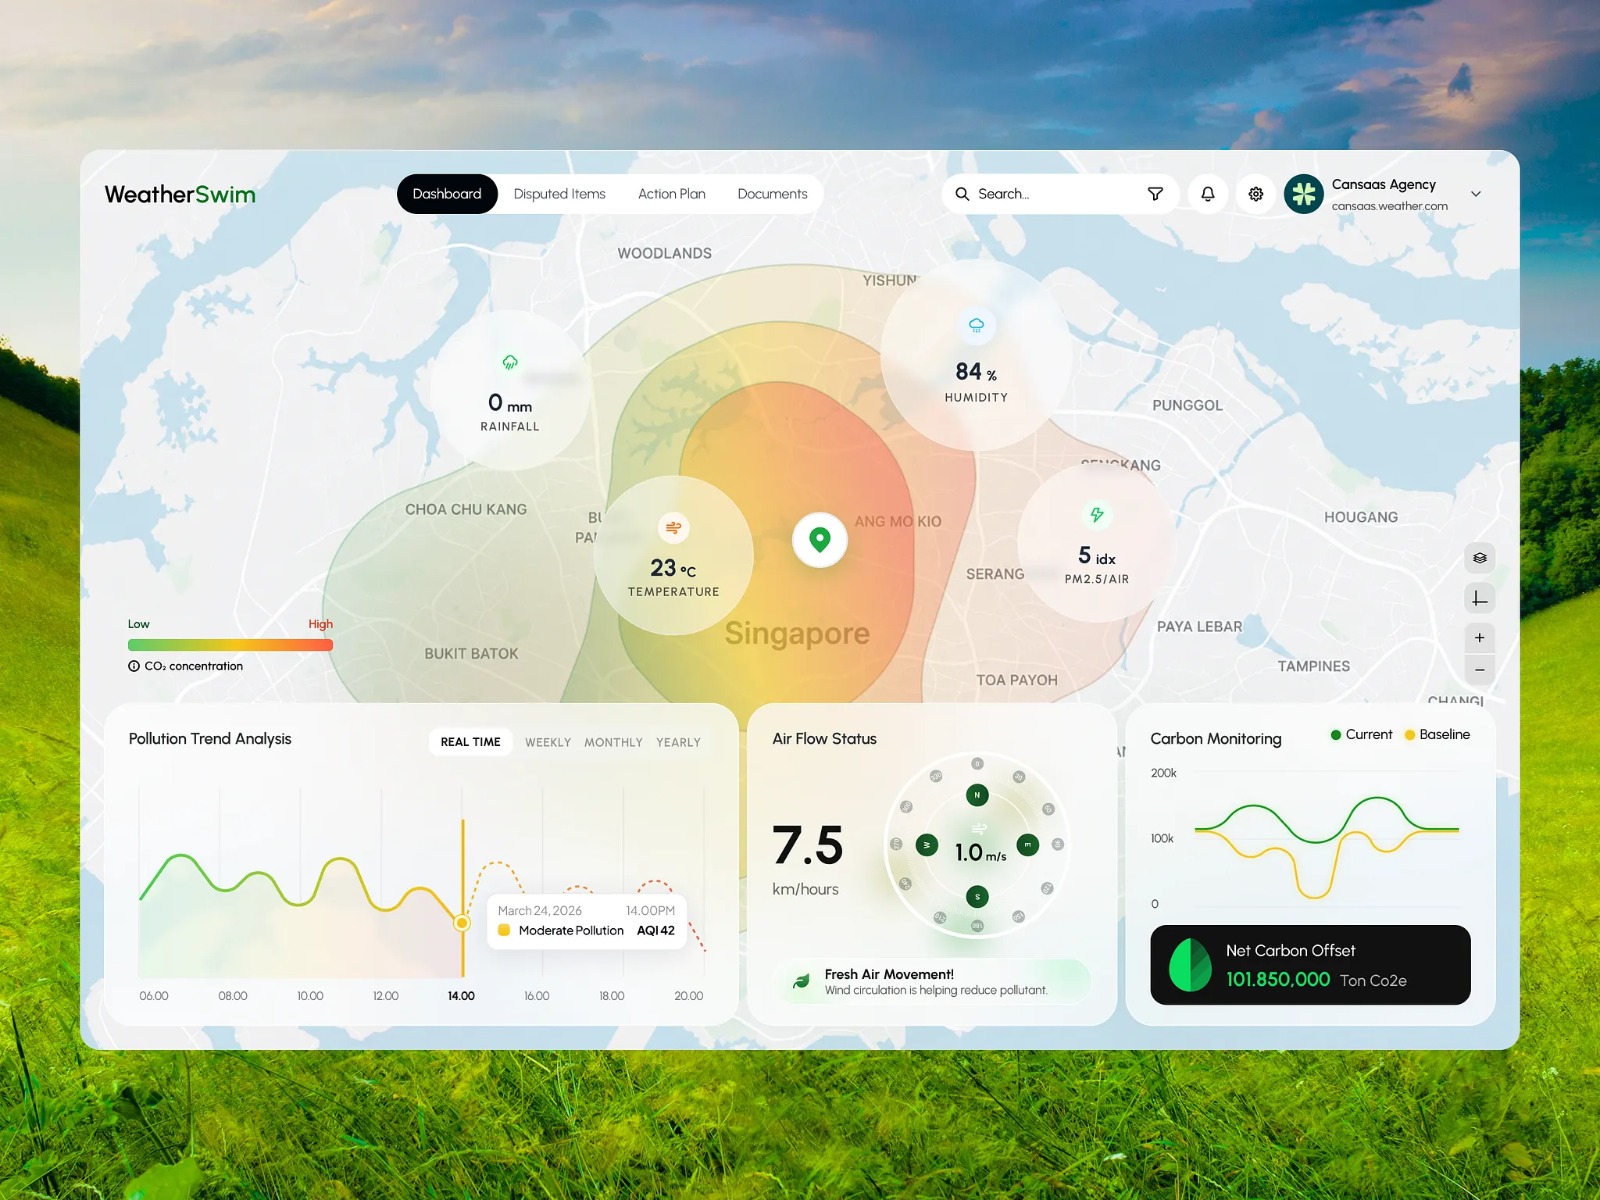 WeatherSwim
Dashboard
Disputed Items
Action Plan
Documents
Search...
Cansaas Agency
cansaas.weather.com
WOODLANDS
YISHUN
84 %
HUMIDITY
0 mm
RAINFALL
PUNGGOL
SENGKANG
CHOA CHU KANG
ANG MO KIO
HOUGANG
5 idx
PM2.5/AIR
23 °C
TEMPERATURE
SERANG
Singapore
PAYA LEBAR
Low
High
CO₂ concentration
BUKIT BATOK
TAMPINES
TOA PAYOH
CHANGI
Pollution Trend Analysis
REAL TIME
WEEKLY
MONTHLY
YEARLY
March 24, 2026
14.00PM
Moderate Pollution
AQI 42
06.00
08.00
10.00
12.00
14.00
16.00
18.00
20.00
Air Flow Status
7.5
km/hours
N
W
E
S
1.0 m/s
Fresh Air Movement!
Wind circulation is helping reduce pollutant.
Carbon Monitoring
Current
Baseline
200k
100k
0
Net Carbon Offset
101.850,000 Ton Co2e